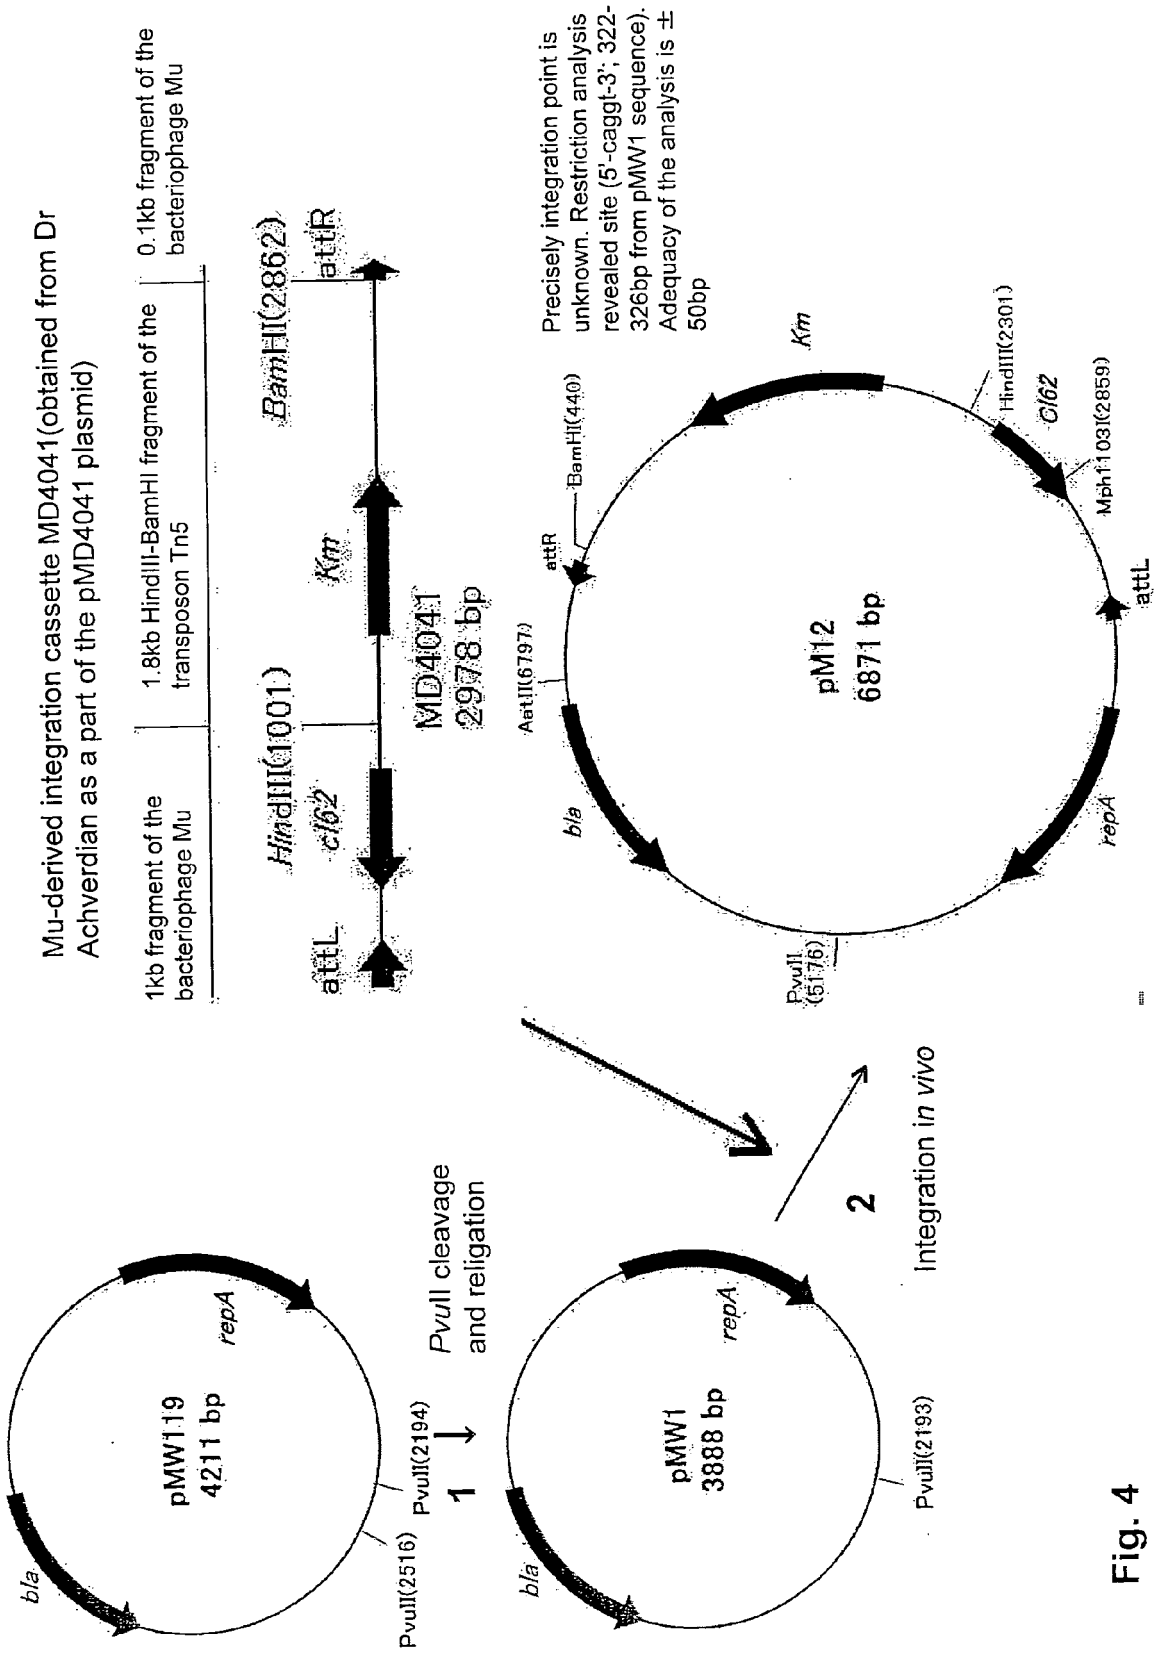 Mu-derived integration cassette MD4041(obtained from Dr
Achverdian as a part of the pMD4041 plasmid)
1kb fragment of the
bacteriophage Mu
1.8kb HindIII-BamHI fragment of the
transposon Tn5
0.1kb fragment of the
bacteriophage Mu
HindIII(1001)
BamHI(2862)
attL
cI62
Km
attR
MD4041
2978 bp
bla
pMW119
4211 bp
repA
PvuII(2516)
PvuII(2194)
1
PvuII cleavage
and religation
bla
pMW1
3888 bp
repA
PvuII(2193)
2
Integration in vivo
Precisely integration point is
unknown. Restriction analysis
revealed site (5'-caggt-3'; 322-
326bp from pMW1 sequence).
Adequacy of the analysis is ±
50bp
AatII(6797)
attR
BamHI(440)
Km
bla
pM12
6871 bp
HindIII(2301)
CI62
Mph1103I(2859)
PvuII
(5176)
repA
attL
Fig. 4